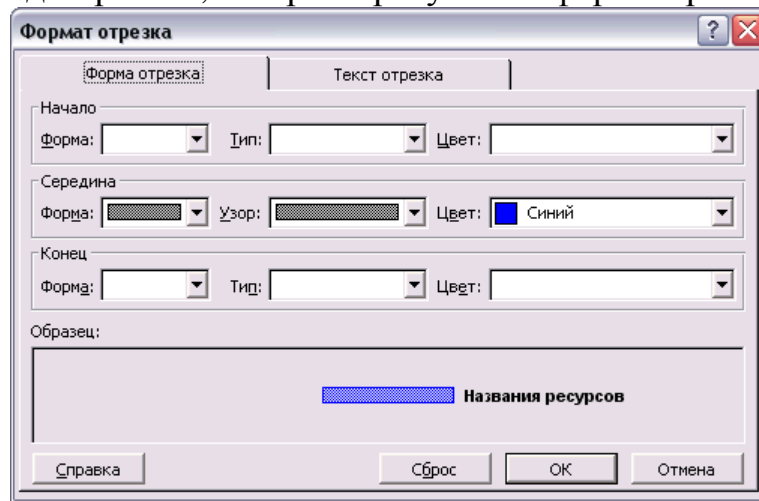 Формат отрезка
Форма отрезка Текст отрезка
Начало
Форма: Тип: Цвет:
Середина
Форма: Узор: Цвет: Синий
Конец
Форма: Тип: Цвет:
Образец:
Названия ресурсов
Справка Сброс ОК Отмена